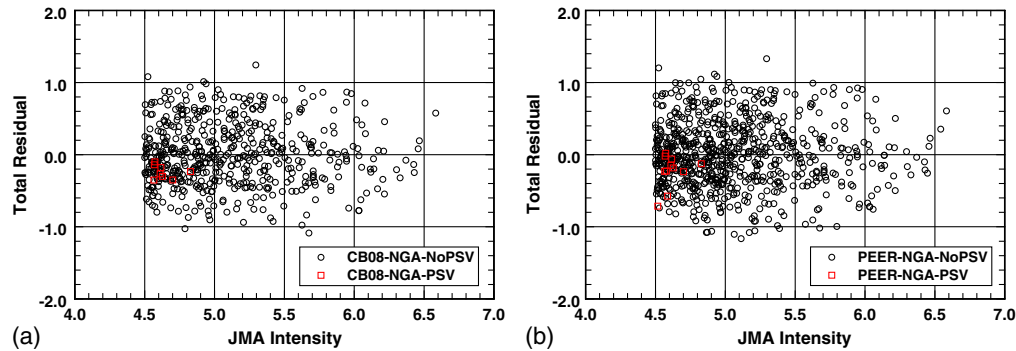 2.0
1.0
0.0
-1.0
-2.0
Total Residual
CB08-NGA-NoPSV
CB08-NGA-PSV
4.0 4.5 5.0 5.5 6.0 6.5 7.0
JMA Intensity
(a)
2.0
1.0
0.0
-1.0
-2.0
Total Residual
PEER-NGA-NoPSV
PEER-NGA-PSV
4.0 4.5 5.0 5.5 6.0 6.5 7.0
JMA Intensity
(b)